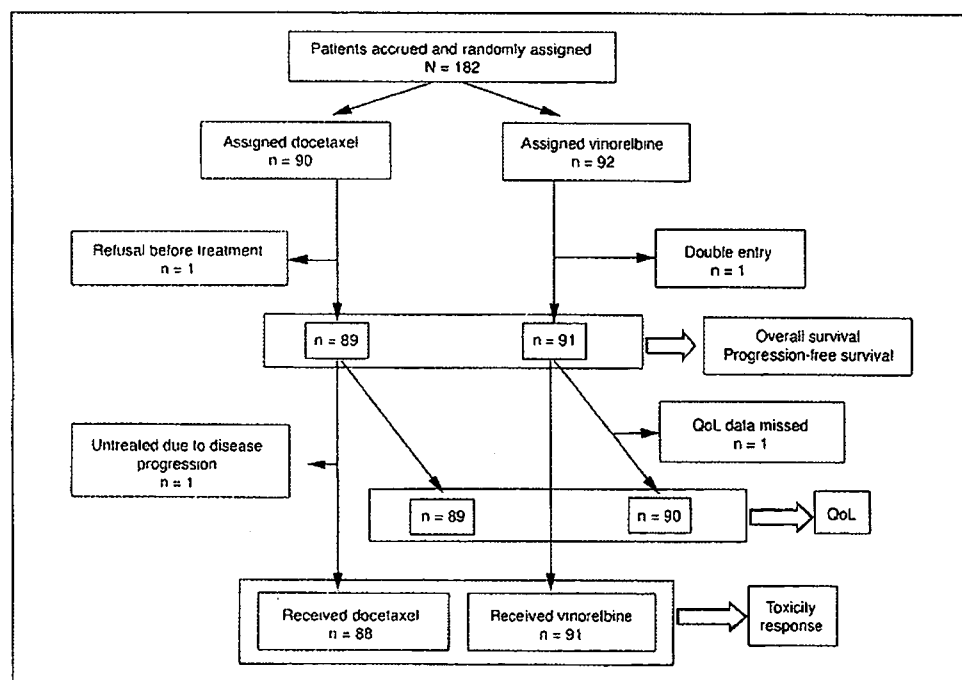 Patients accrued and randomly assigned
N = 182
Assigned docetaxel
n = 90
Assigned vinorelbine
n = 92
Refusal before treatment
n = 1
Double entry
n = 1
n = 89
n = 91
Overall survival
Progression-free survival
Untreated due to disease
progression
n = 1
QoL data missed
n = 1
n = 89
n = 90
QoL
Received docetaxel
n = 88
Received vinorelbine
n = 91
Toxicity
response